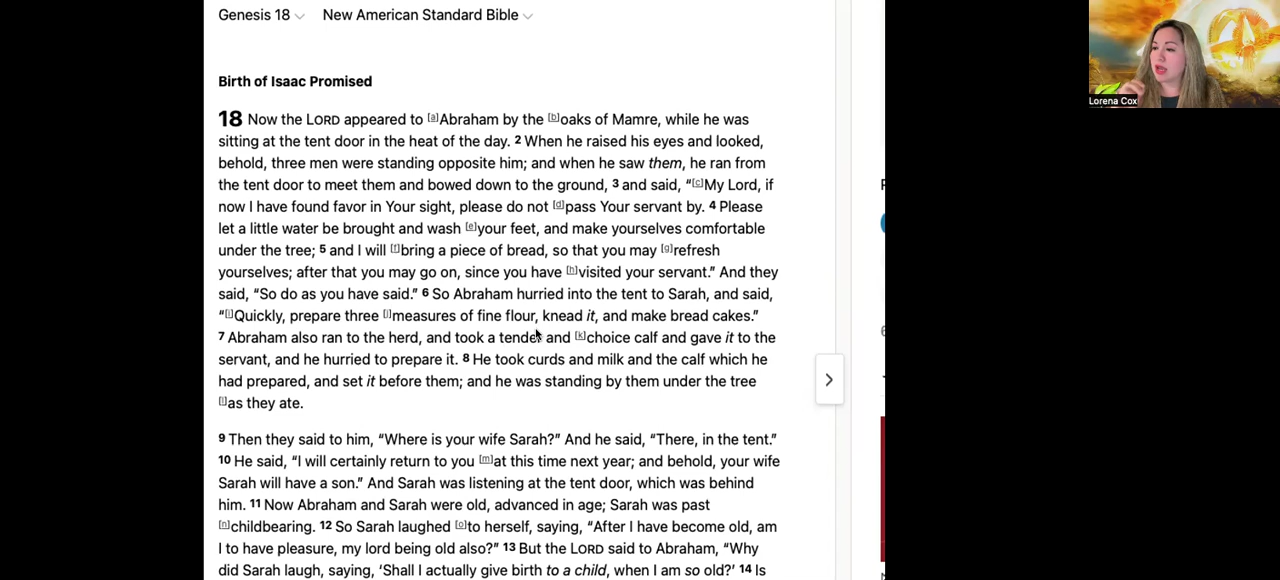 Genesis 18 New American Standard Bible
Birth of Isaac Promised
18 Now the LORD appeared to [a]Abraham by the [b]oaks of Mamre, while he was
sitting at the tent door in the heat of the day. 2 When he raised his eyes and looked,
behold, three men were standing opposite him; and when he saw them, he ran from
the tent door to meet them and bowed down to the ground, 3 and said, “[c]My Lord, if
now I have found favor in Your sight, please do not [d]pass Your servant by. 4 Please
let a little water be brought and wash [e]your feet, and make yourselves comfortable
under the tree; 5 and I will [f]bring a piece of bread, so that you may [g]refresh
yourselves; after that you may go on, since you have [h]visited your servant.” And they
said, “So do as you have said.” 6 So Abraham hurried into the tent to Sarah, and said,
“[i]Quickly, prepare three [j]measures of fine flour, knead it, and make bread cakes.”
7 Abraham also ran to the herd, and took a tender and [k]choice calf and gave it to the
servant, and he hurried to prepare it. 8 He took curds and milk and the calf which he
had prepared, and set it before them; and he was standing by them under the tree
[l]as they ate.
9 Then they said to him, “Where is your wife Sarah?” And he said, “There, in the tent.”
10 He said, “I will certainly return to you [m]at this time next year; and behold, your wife
Sarah will have a son.” And Sarah was listening at the tent door, which was behind
him. 11 Now Abraham and Sarah were old, advanced in age; Sarah was past
[n]childbearing. 12 So Sarah laughed [o]to herself, saying, “After I have become old, am
I to have pleasure, my lord being old also?” 13 But the LORD said to Abraham, “Why
did Sarah laugh, saying, ‘Shall I actually give birth to a child, when I am so old?’ 14 Is
Lorena Cox